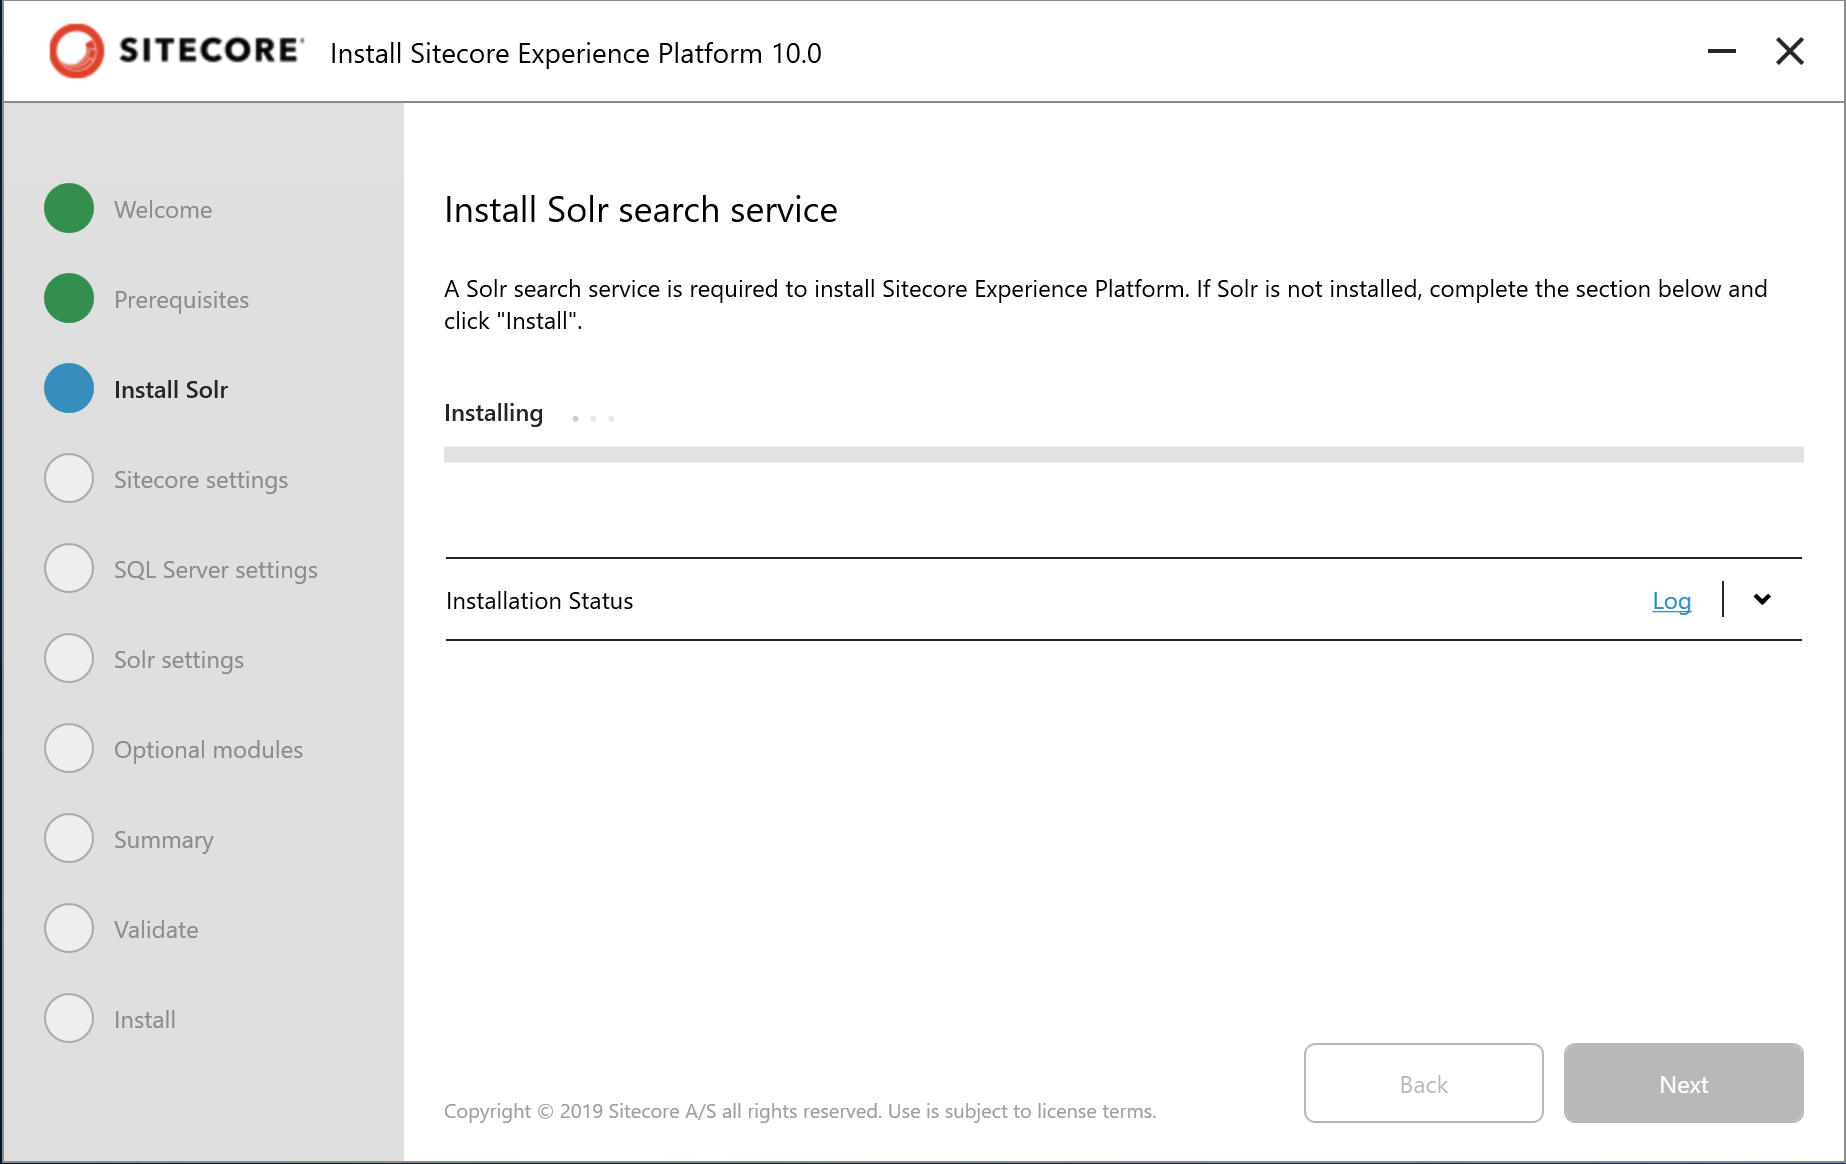 SITECORE Install Sitecore Experience Platform 10.0
Welcome
Prerequisites
Install Solr
Sitecore settings
SQL Server settings
Solr settings
Optional modules
Summary
Validate
Install
Install Solr search service
A Solr search service is required to install Sitecore Experience Platform. If Solr is not installed, complete the section below and
click "Install".
Installing . . .
Installation Status Log
Back Next
Copyright © 2019 Sitecore A/S all rights reserved. Use is subject to license terms.